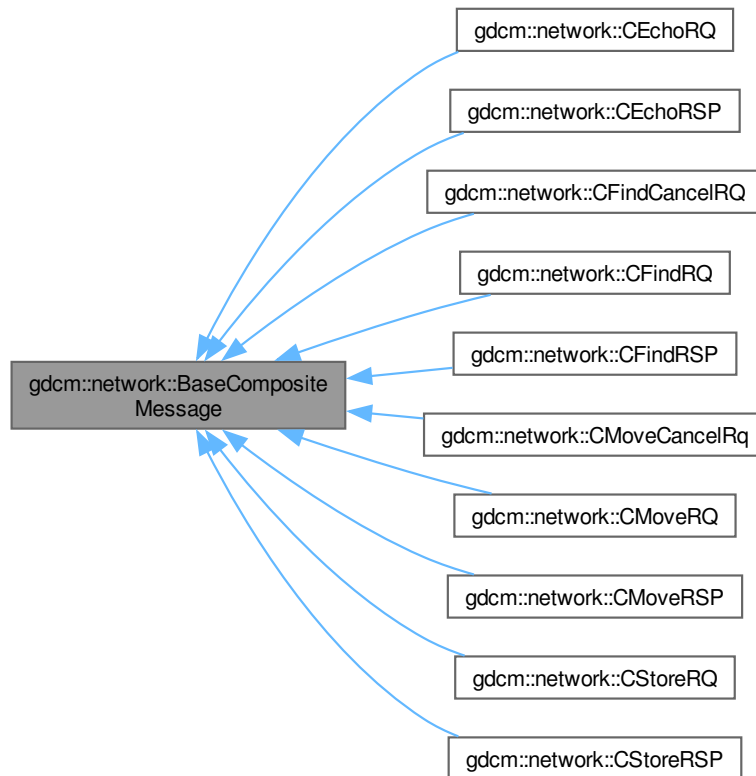 gdcm::network::CEchoRQ
gdcm::network::CEchoRSP
gdcm::network::CFindCancelRQ
gdcm::network::CFindRQ
gdcm::network::CFindRSP
gdcm::network::BaseComposite
Message
gdcm::network::CMoveCancelRq
gdcm::network::CMoveRQ
gdcm::network::CMoveRSP
gdcm::network::CStoreRQ
gdcm::network::CStoreRSP